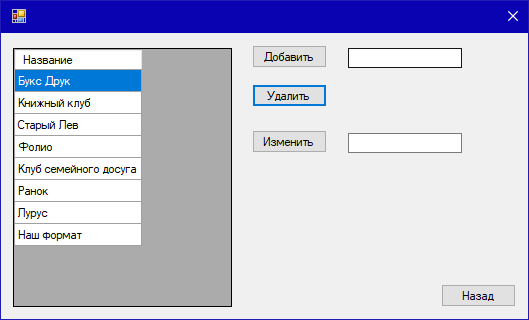 Название
Букс Друк
Книжный клуб
Старый Лев
Фолио
Клуб семейного досуга
Ранок
Лурус
Наш формат
Добавить
Удалить
Изменить
Назад